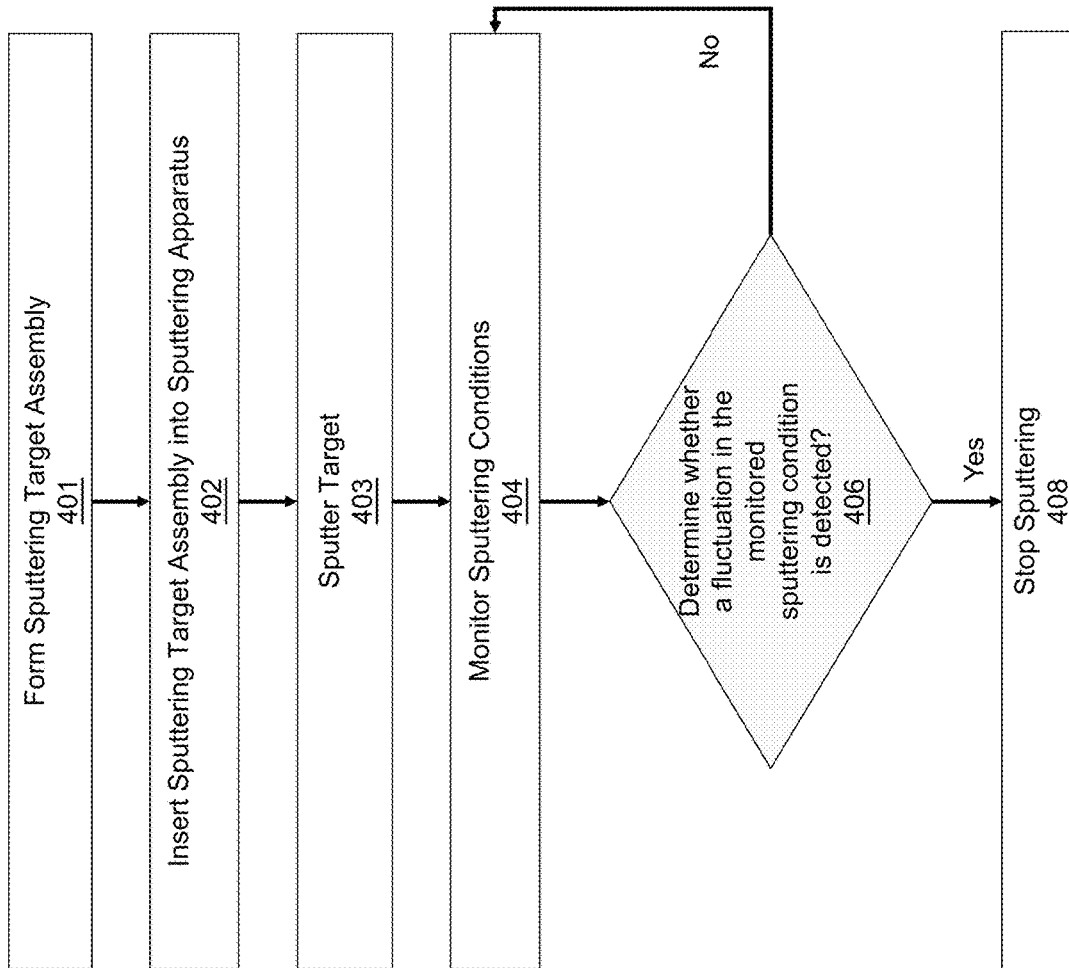 Form Sputtering Target Assembly
401
Insert Sputtering Target Assembly into Sputtering Apparatus
402
Sputter Target
403
Monitor Sputtering Conditions
404
Determine whether
a fluctuation in the
monitored
sputtering condition
is detected?
406
No
Yes
Stop Sputtering
408